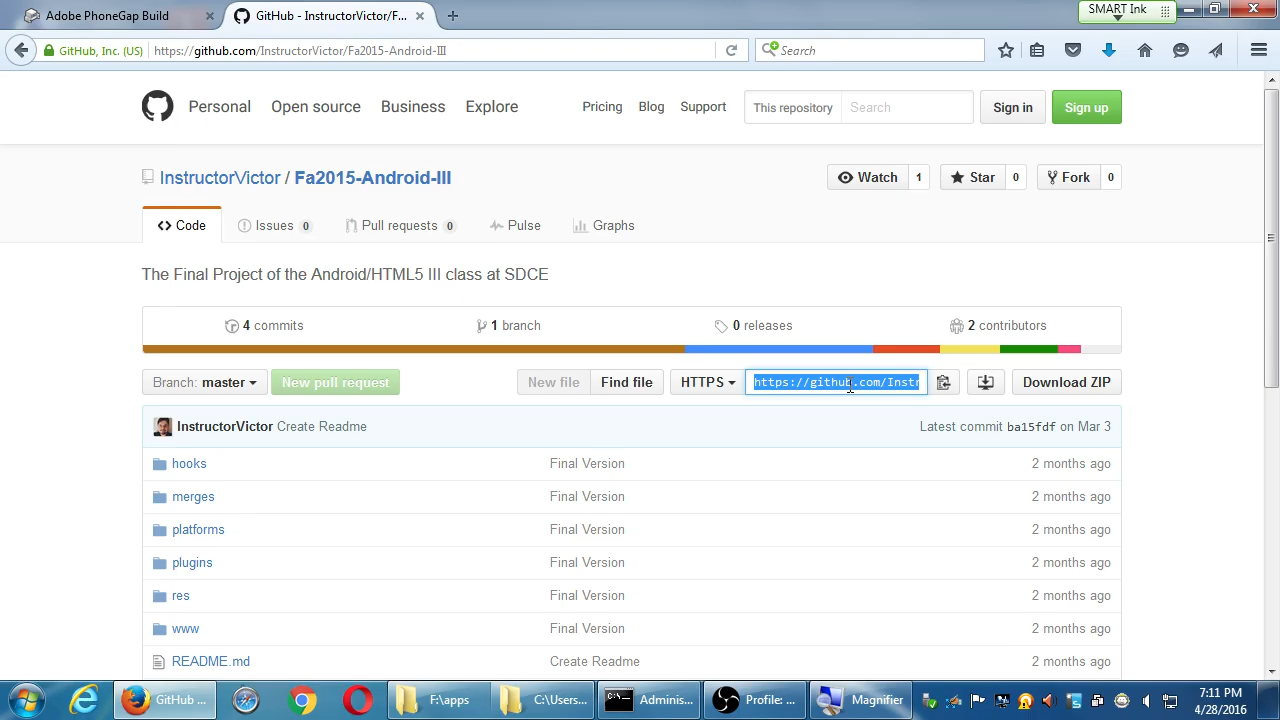 Adobe PhoneGap Build
GitHub - InstructorVictor/F...
SMART Ink
GitHub, Inc. (US)
https://github.com/InstructorVictor/Fa2015-Android-III
Search
Personal Open source Business Explore
Pricing Blog Support
This repository Search
Sign in
Sign up
InstructorVictor / Fa2015-Android-III
Watch 1
Star 0
Fork 0
Code
Issues 0
Pull requests 0
Pulse
Graphs
The Final Project of the Android/HTML5 III class at SDCE
4 commits
1 branch
0 releases
2 contributors
Branch: master
New pull request
New file
Find file
HTTPS
https://github.com/Instr
Download ZIP
InstructorVictor Create Readme
Latest commit ba15fdf on Mar 3
hooks Final Version 2 months ago
merges Final Version 2 months ago
platforms Final Version 2 months ago
plugins Final Version 2 months ago
res Final Version 2 months ago
www Final Version 2 months ago
README.md Create Readme 2 months ago
GitHub ...
F:\apps
C:\Users...
Adminis...
Profile: ...
Magnifier
7:11 PM
4/28/2016